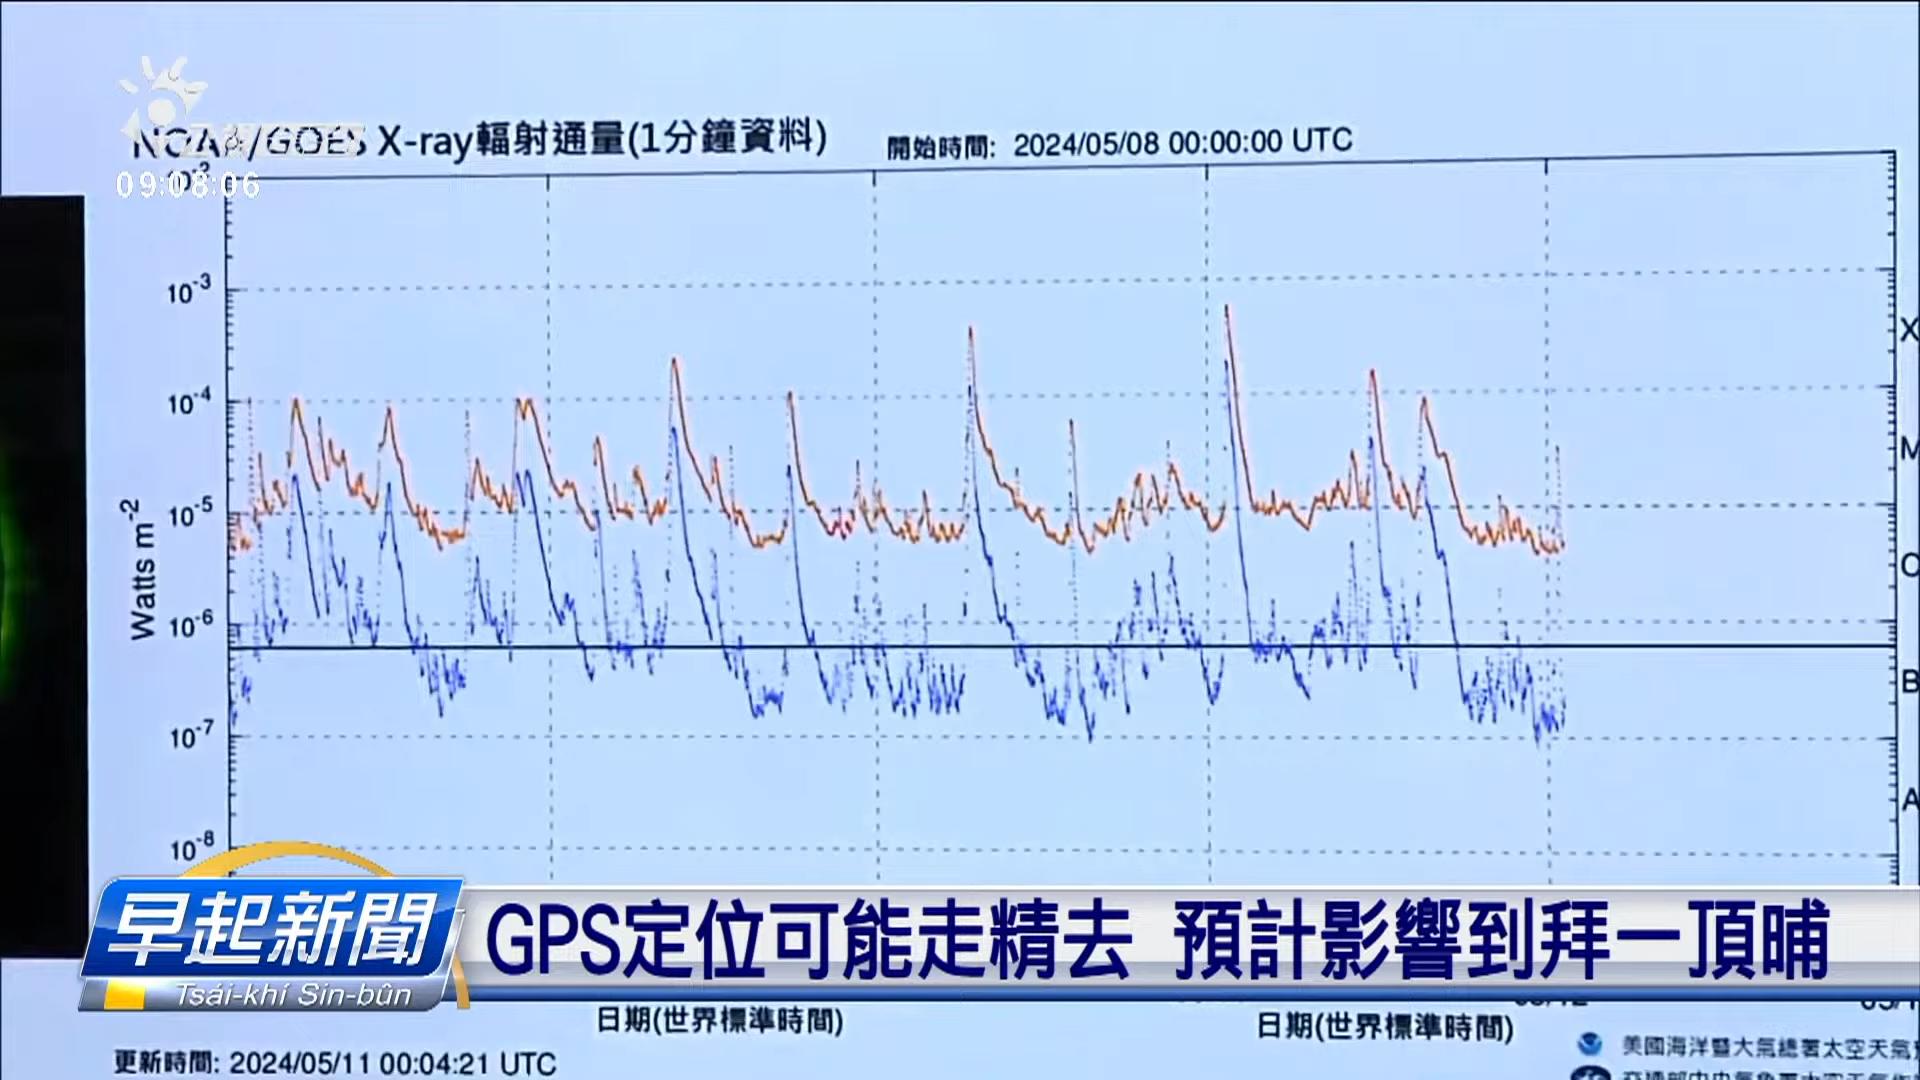 NOAA/GOES X-ray輻射通量(1分鐘資料)
開始時間: 2024/05/08 00:00:00 UTC
09:08:06
10-2
10-3
10-4
10-5
10-6
10-7
10-8
Watts m-2
X
M
C
B
A
早起新聞
Tsái-khí Sin-bûn
GPS定位可能走精去 預計影響到拜一頂晡
日期(世界標準時間)
日期(世界標準時間)
更新時間: 2024/05/11 00:04:21 UTC
美國海洋暨大氣總署太空天氣